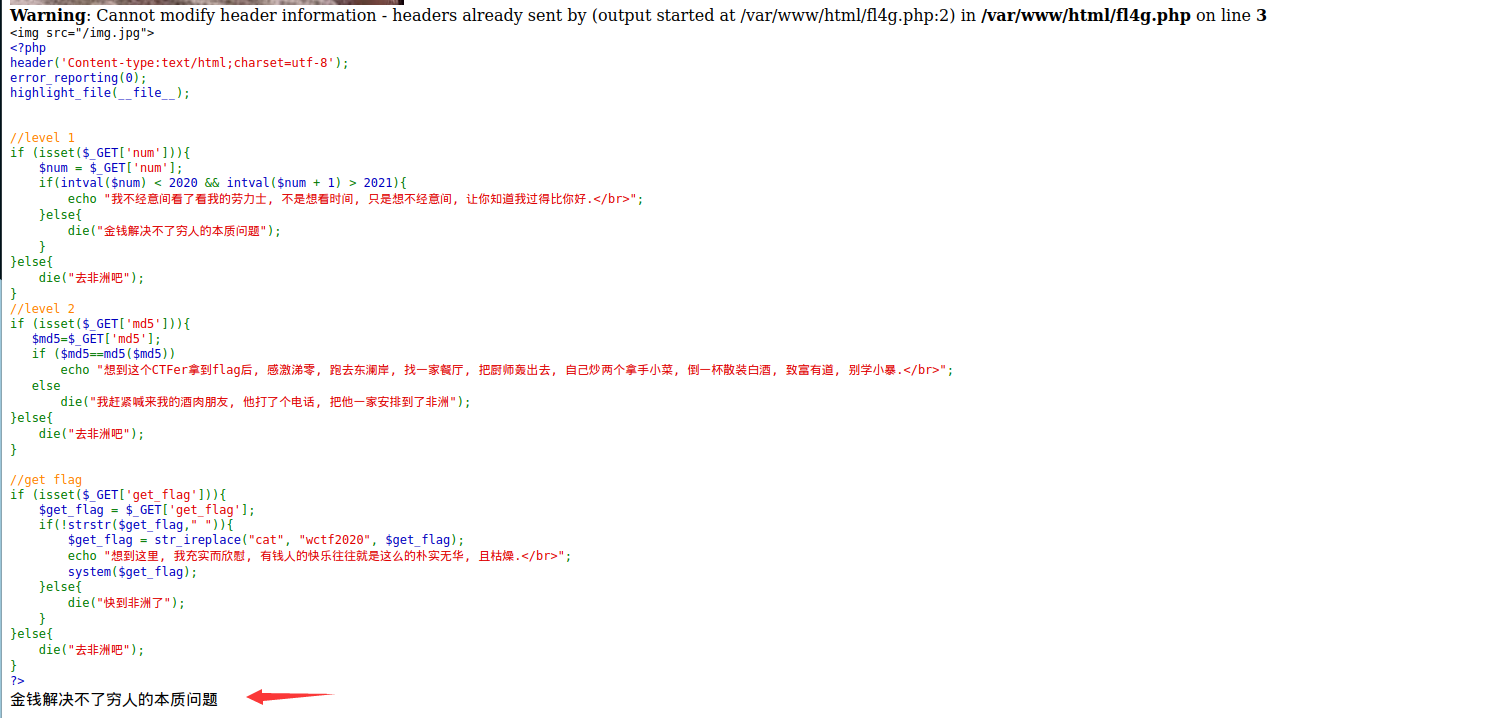 Warning: Cannot modify header information - headers already sent by (output started at /var/www/html/fl4g.php:2) in /var/www/html/fl4g.php on line 3
<img src="/img.jpg">
<?php
header('Content-type:text/html;charset=utf-8');
error_reporting(0);
highlight_file(__file__);
//level 1
if (isset($_GET['num'])){
    $num = $_GET['num'];
    if(intval($num) < 2020 && intval($num + 1) > 2021){
        echo "我不经意间看了看我的劳力士, 不是想看时间, 只是想不经意间, 让你知道我过得比你好.</br>";
    }else{
        die("金钱解决不了穷人的本质问题");
    }
}else{
    die("去非洲吧");
}
//level 2
if (isset($_GET['md5'])){
   $md5=$_GET['md5'];
   if ($md5==md5($md5))
       echo "想到这个CTFer拿到flag后, 感激涕零, 跑去东澜岸, 找一家餐厅, 把厨师轰出去, 自己炒两个拿手小菜, 倒一杯散装白酒, 致富有道, 别学小暴.</br>";
   else
       die("我赶紧喊来我的酒肉朋友, 他打了个电话, 把他一家安排到了非洲");
}else{
    die("去非洲吧");
}
//get flag
if (isset($_GET['get_flag'])){
    $get_flag = $_GET['get_flag'];
    if(!strstr($get_flag," ")){
        $get_flag = str_ireplace("cat", "wctf2020", $get_flag);
        echo "想到这里, 我充实而欣慰, 有钱人的快乐往往就是这么的朴实无华, 且枯燥.</br>";
        system($get_flag);
    }else{
        die("快到非洲了");
    }
}else{
    die("去非洲吧");
}
?>
金钱解决不了穷人的本质问题